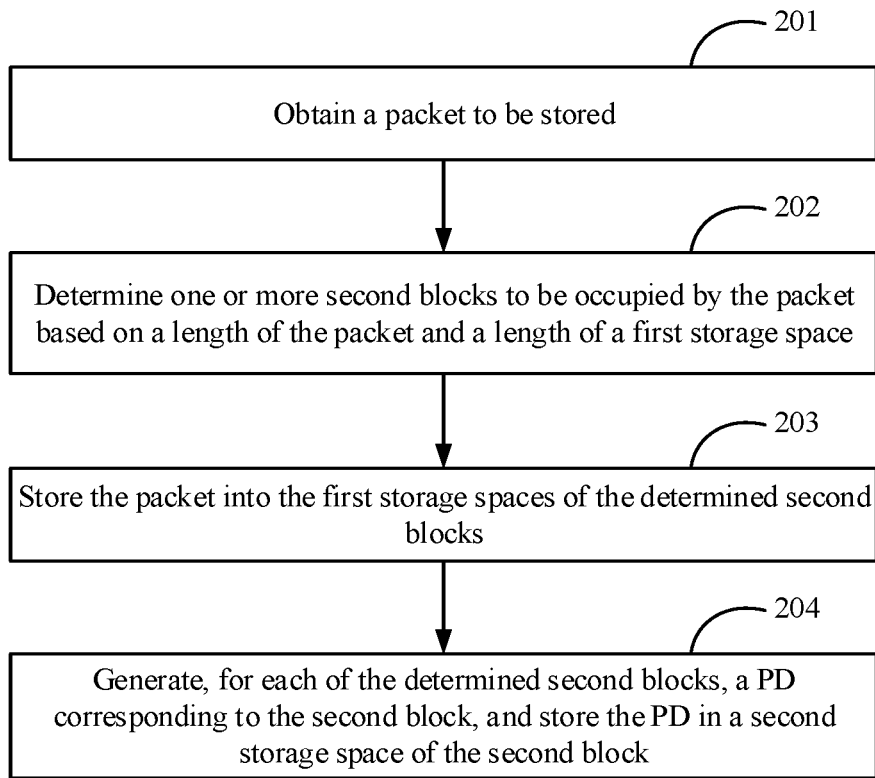 201
Obtain a packet to be stored
202
Determine one or more second blocks to be occupied by the packet
based on a length of the packet and a length of a first storage space
203
Store the packet into the first storage spaces of the determined second
blocks
204
Generate, for each of the determined second blocks, a PD
corresponding to the second block, and store the PD in a second
storage space of the second block